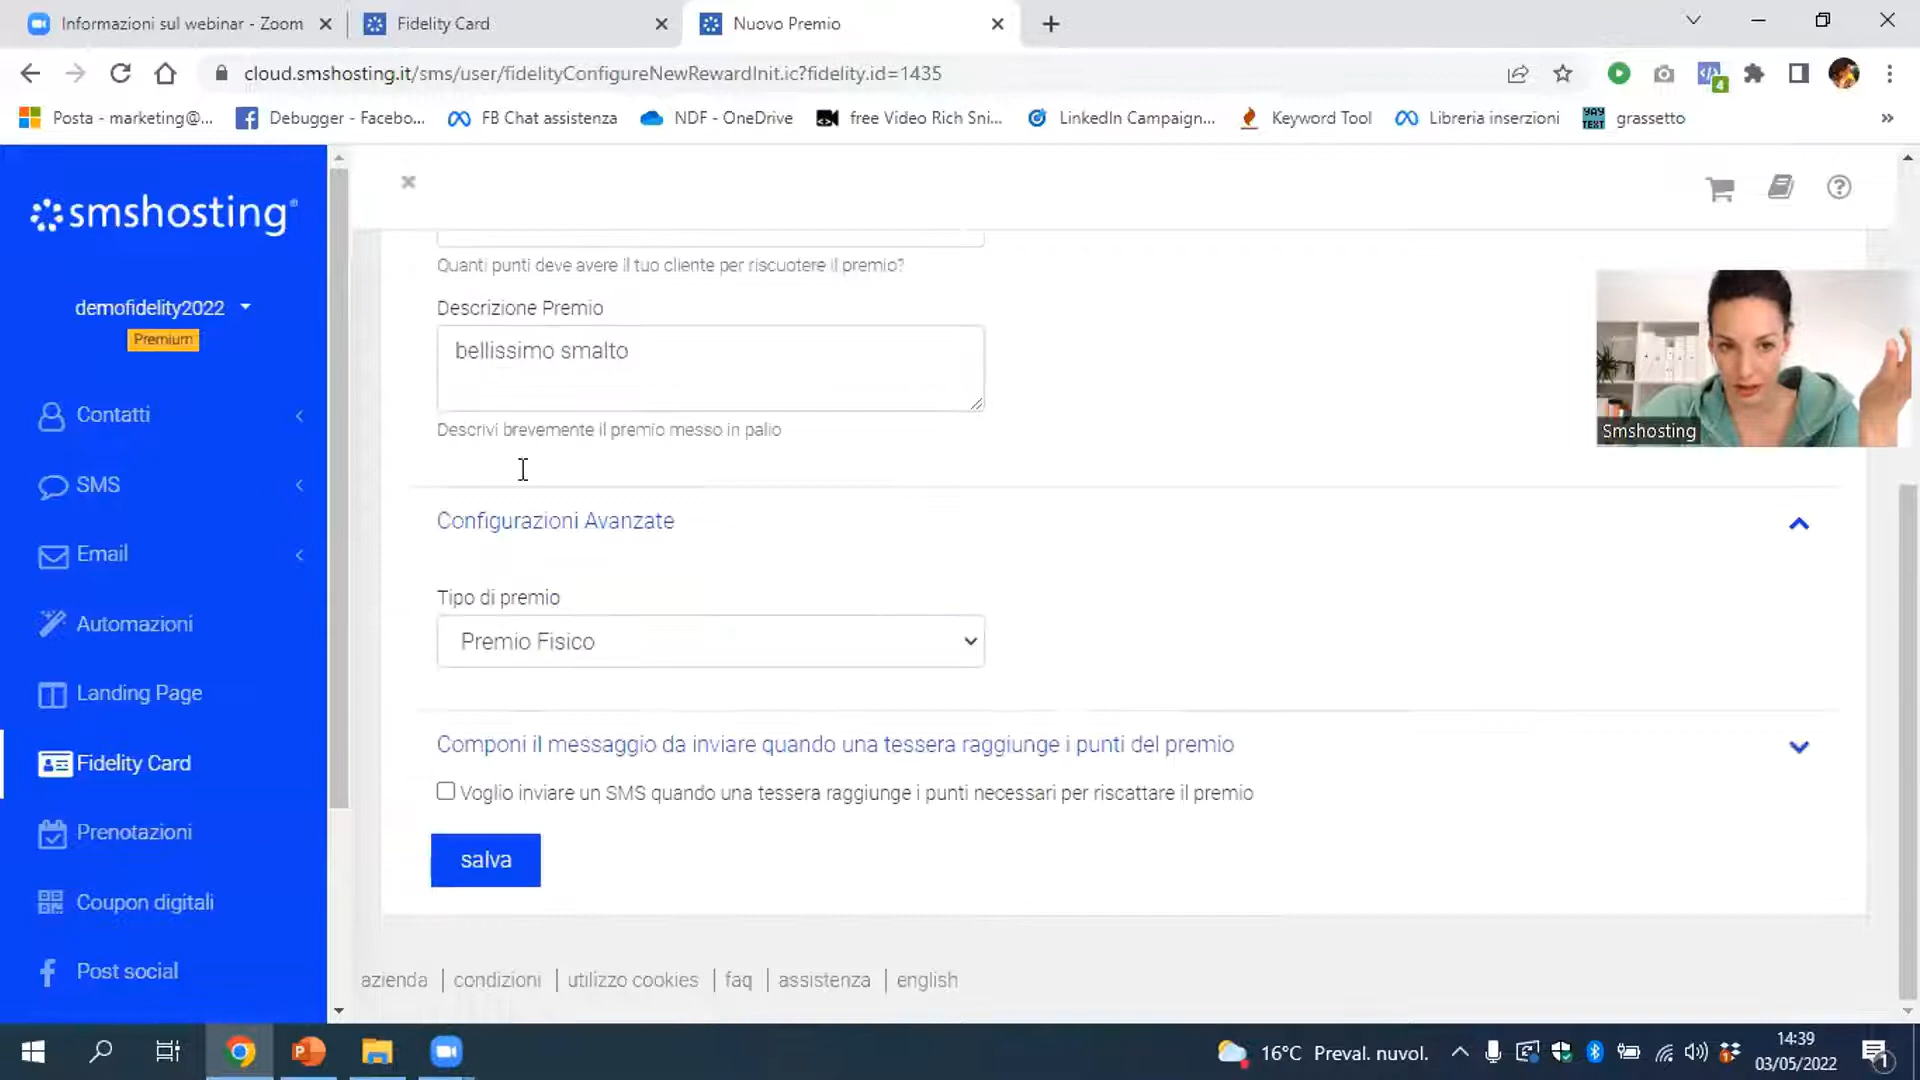 Informazioni sul webinar - Zoom
Fidelity Card
Nuovo Premio
cloud.smshosting.it/sms/user/fidelityConfigureNewRewardInit.ic?fidelity.id=1435
4
Posta - marketing@...
Debugger - Facebo...
FB Chat assistenza
NDF - OneDrive
free Video Rich Sni...
LinkedIn Campaign...
Keyword Tool
Libreria inserzioni
YAY TEXT
grassetto
smshosting®
demofidelity2022
Premium
Contatti
SMS
Email
Automazioni
Landing Page
Fidelity Card
Prenotazioni
Coupon digitali
Post social
Quanti punti deve avere il tuo cliente per riscuotere il premio?
Descrizione Premio
bellissimo smalto
Descrivi brevemente il premio messo in palio
Smshosting
Configurazioni Avanzate
Tipo di premio
Premio Fisico
Componi il messaggio da inviare quando una tessera raggiunge i punti del premio
Voglio inviare un SMS quando una tessera raggiunge i punti necessari per riscattare il premio
salva
azienda | condizioni | utilizzo cookies | faq | assistenza | english
16°C Preval. nuvol.
14:39
03/05/2022
1